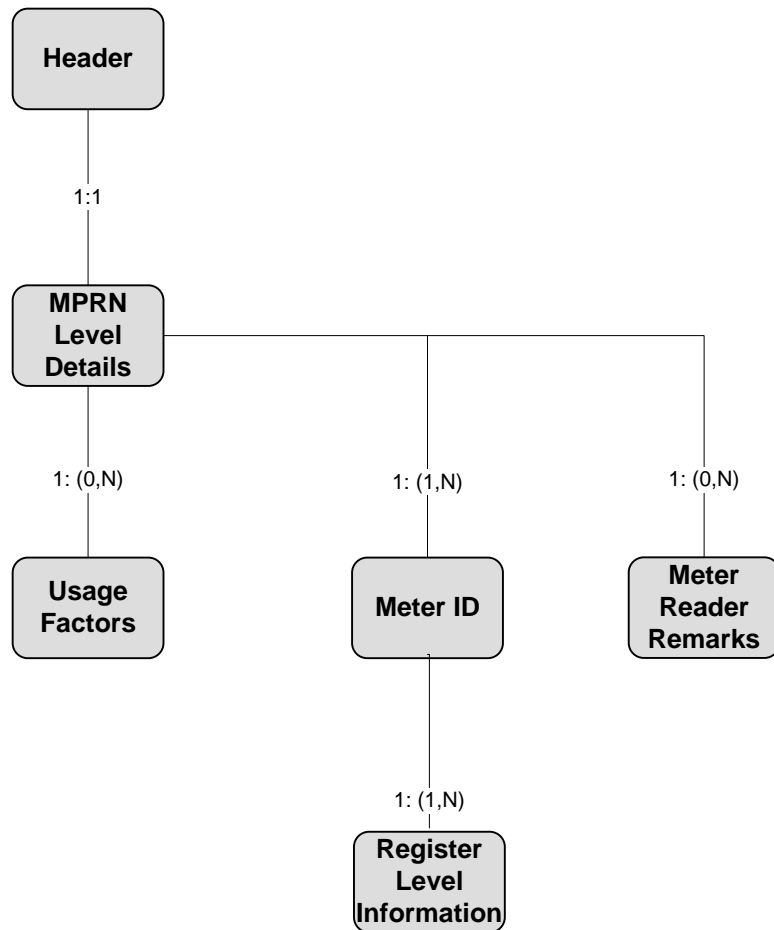 Header
1:1
MPRN
Level
Details
1: (0,N)
1: (1,N)
1: (0,N)
Usage
Factors
Meter ID
Meter
Reader
Remarks
1: (1,N)
Register
Level
Information